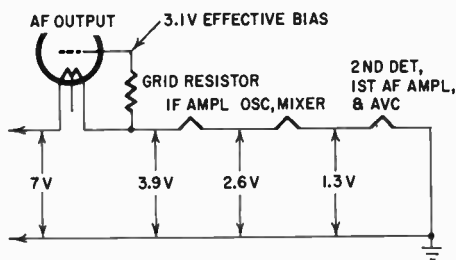 AF OUTPUT
3.1V EFFECTIVE BIAS
GRID RESISTOR
2ND DET,
1ST AF AMPL,
& AVC
IF AMPL OSC, MIXER
7V
3.9V
2.6V
1.3V